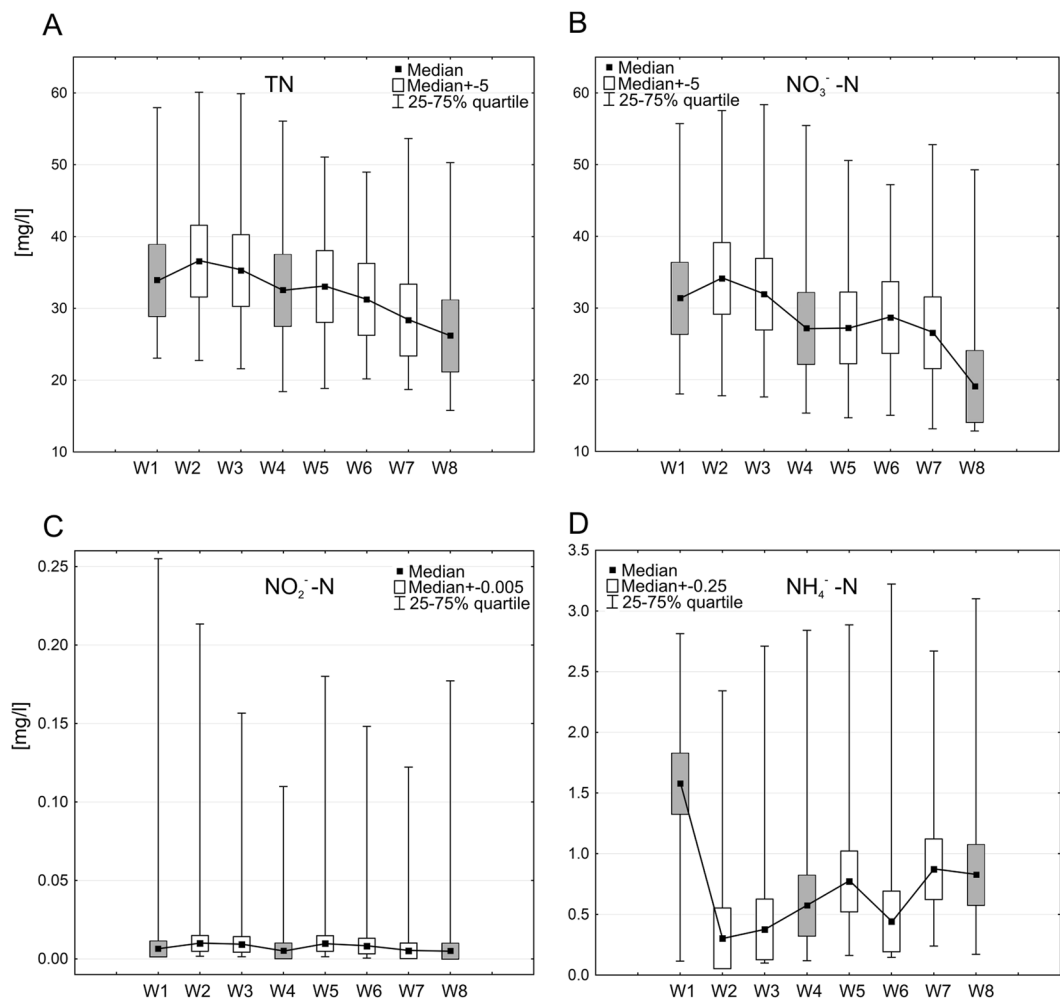 A
TN
Median
Median+-5
25-75% quartile
[mg/l]
60
50
40
30
20
10
W1 W2 W3 W4 W5 W6 W7 W8
B
Median
Median+-5
25-75% quartile
NO₃⁻ -N
60
50
40
30
20
10
W1 W2 W3 W4 W5 W6 W7 W8
C
NO₂⁻ -N
Median
Median+-0.005
25-75% quartile
[mg/l]
0.25
0.20
0.15
0.10
0.05
0.00
W1 W2 W3 W4 W5 W6 W7 W8
D
Median
Median+-0.25
25-75% quartile
NH₄⁻ -N
3.5
3.0
2.5
2.0
1.5
1.0
0.5
0.0
W1 W2 W3 W4 W5 W6 W7 W8